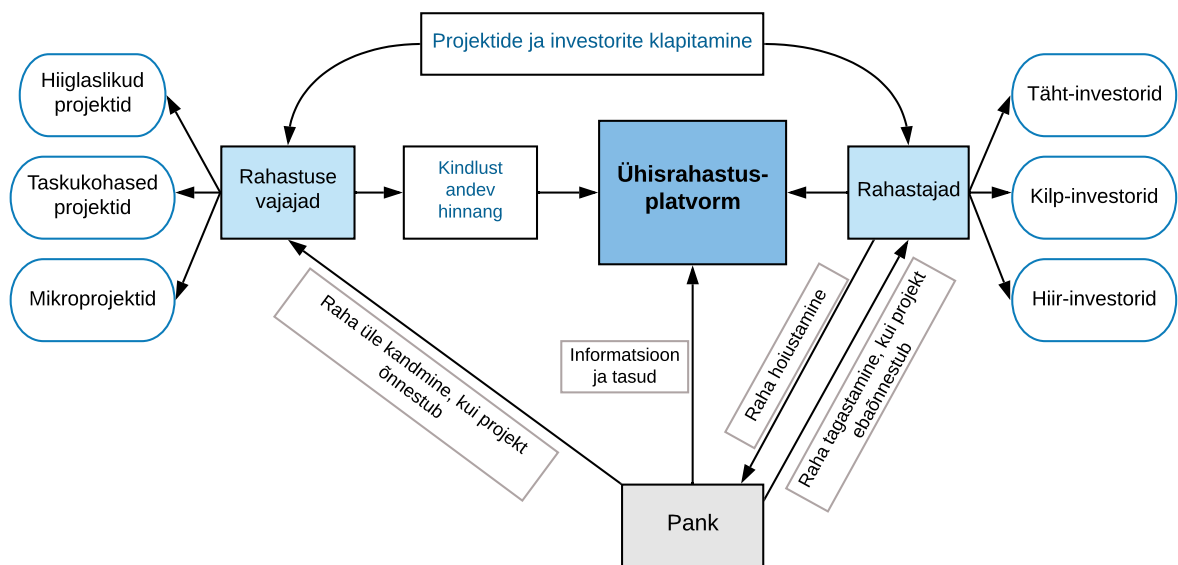 Projektide ja investorite klapitamine
Hiiglaslikud
projektid
Taskukohased
projektid
Mikroprojektid
Rahastuse
vajajad
Kindlust
andev
hinnang
Ühisrahastus-
platvorm
Rahastajad
Täht-investorid
Kilp-investorid
Hiir-investorid
Raha üle kandmine, kui projekt
õnnestub
Informatsioon
ja tasud
Raha hoiustamine
Raha tagastamine, kui projekt
ebaõnnestub
Pank